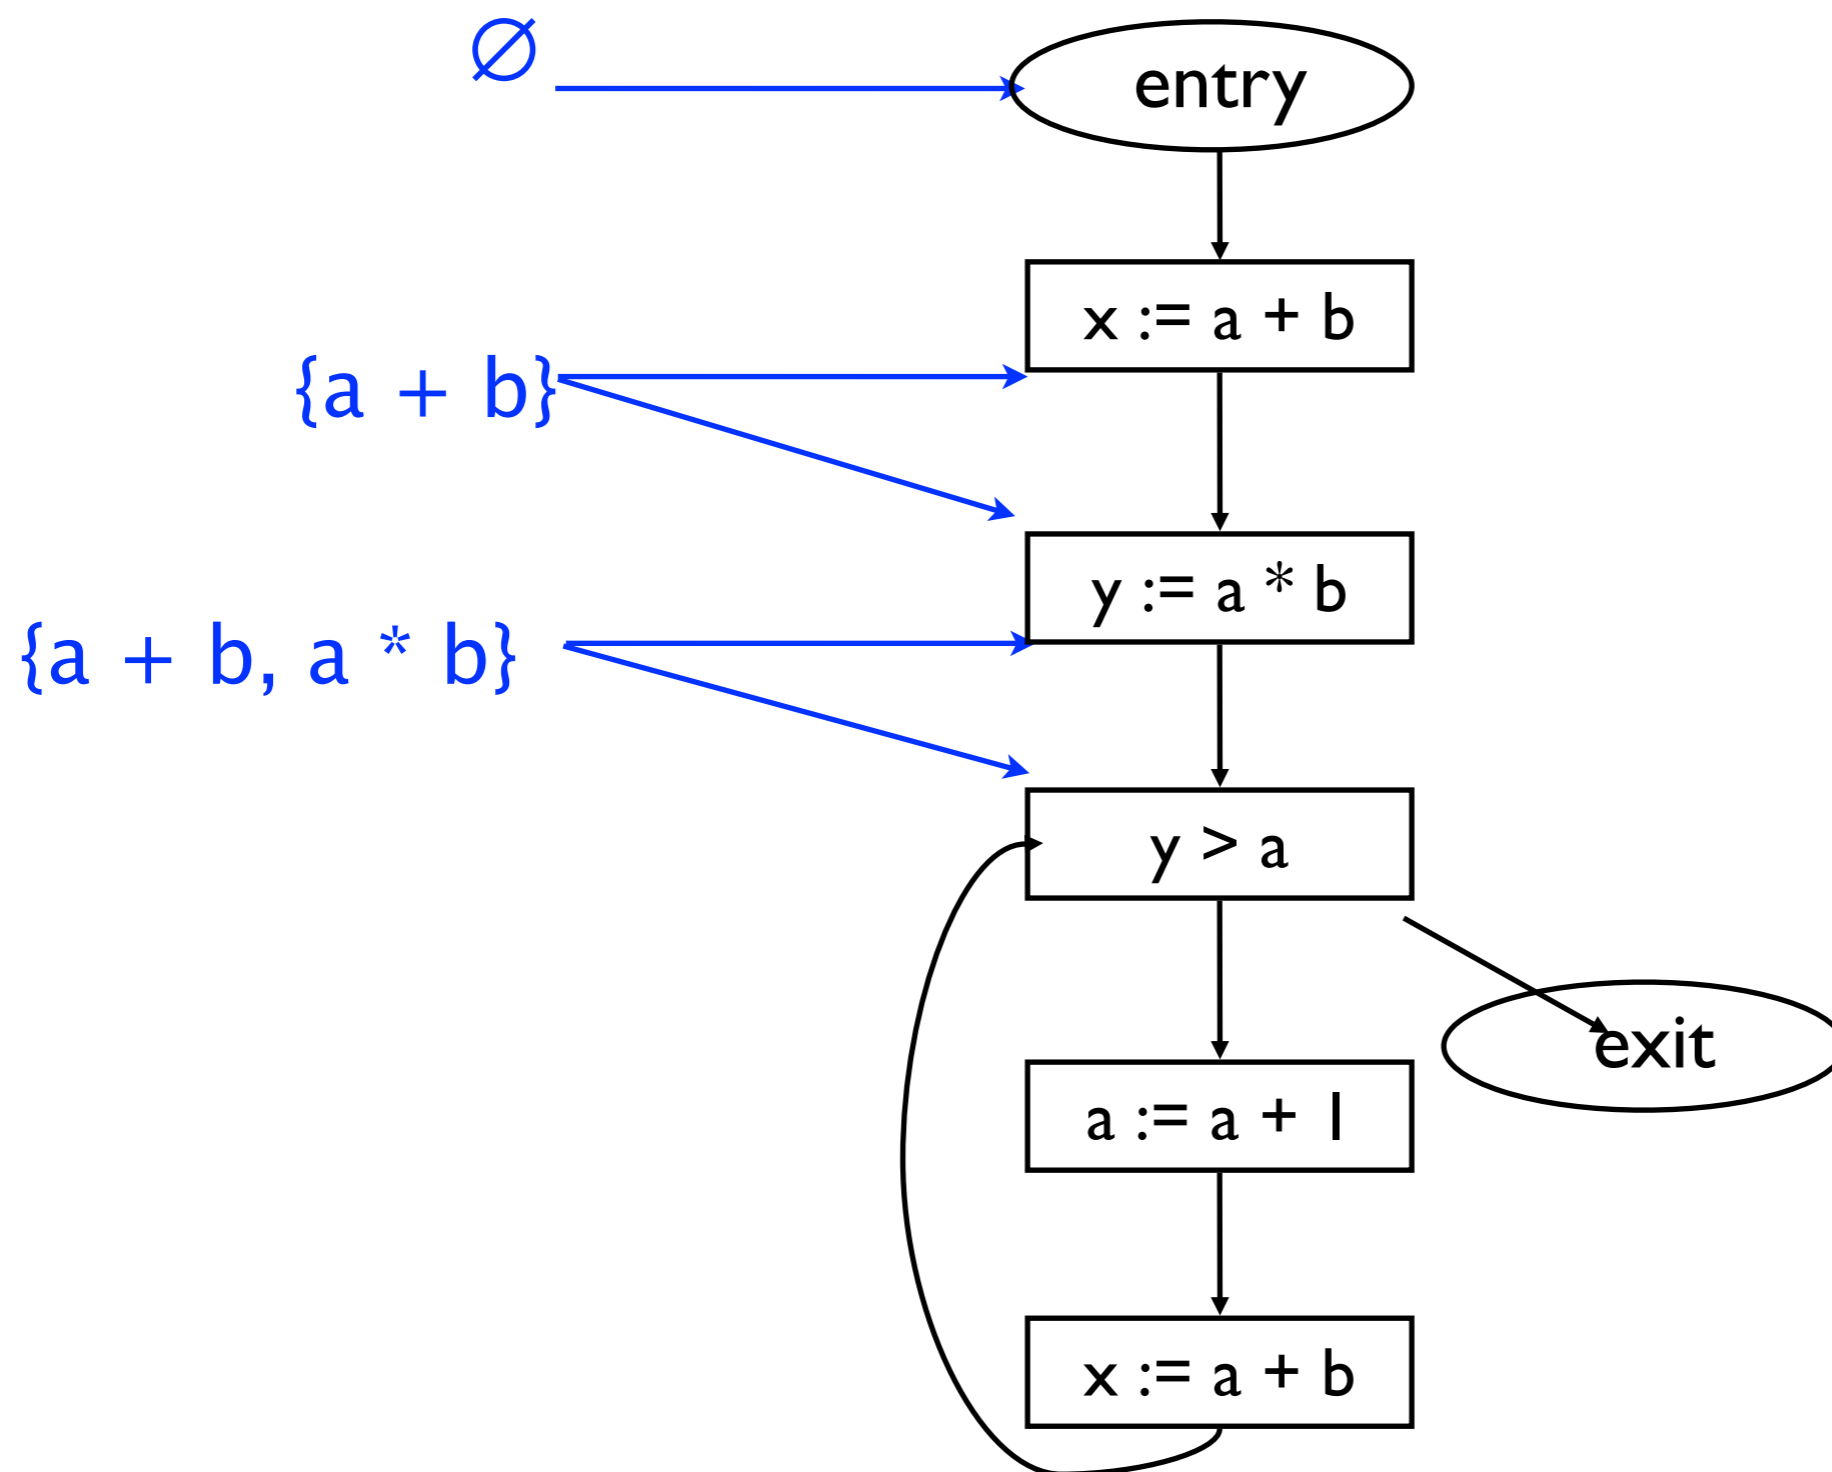 ∅
entry
x := a + b
{a + b}
y := a * b
{a + b, a * b}
y > a
exit
a := a + 1
x := a + b